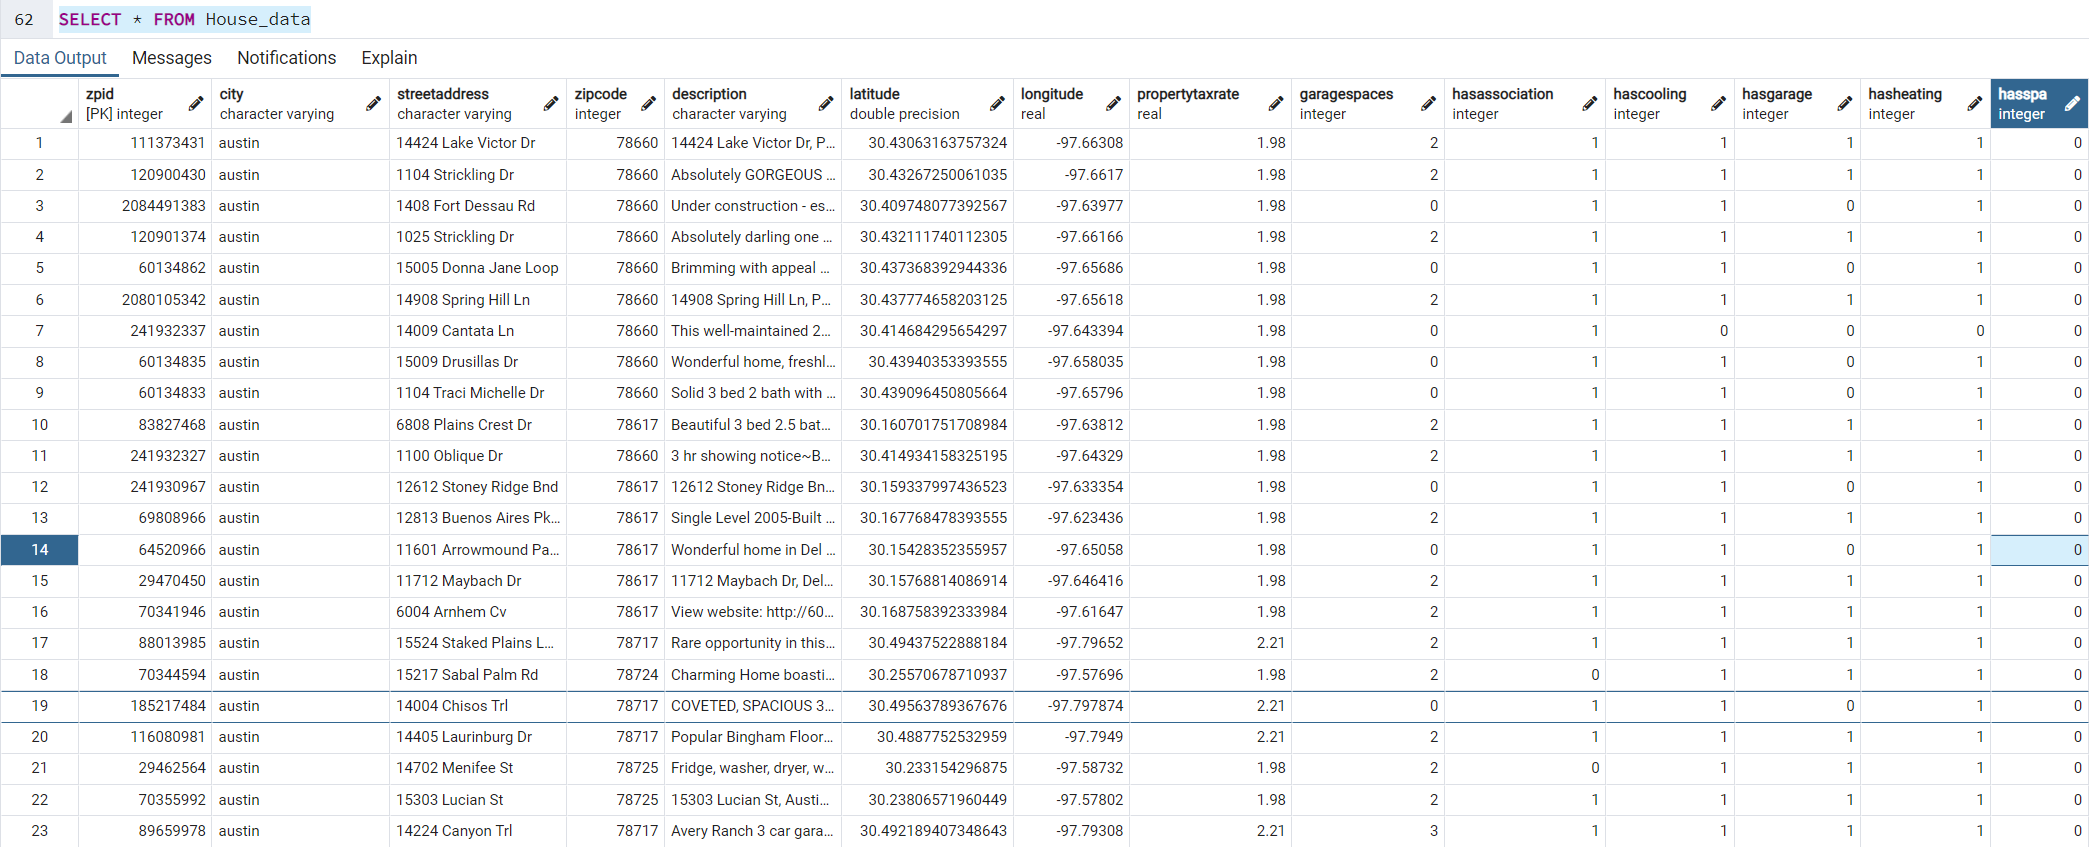 62 SELECT * FROM House_data
Data Output Messages Notifications Explain
zpid city streetaddress zipcode description latitude longitude propertytaxrate garagespaces hasassociation hascooling hasgarage hasheating hasspa
[PK] integer character varying character varying integer character varying double precision real real integer integer integer integer integer integer
1 111373431 austin 14424 Lake Victor Dr 78660 14424 Lake Victor Dr, P... 30.43063163757324 -97.66308 1.98 2 1 1 1 1 0
2 120900430 austin 1104 Strickling Dr 78660 Absolutely GORGEOUS ... 30.43267250061035 -97.6617 1.98 2 1 1 1 1 0
3 2084491383 austin 1408 Fort Dessau Rd 78660 Under construction - es... 30.409748077392567 -97.63977 1.98 0 1 1 0 1 0
4 120901374 austin 1025 Strickling Dr 78660 Absolutely darling one ... 30.432111740112305 -97.66166 1.98 2 1 1 1 1 0
5 60134862 austin 15005 Donna Jane Loop 78660 Brimming with appeal ... 30.437368392944336 -97.65686 1.98 0 1 1 0 1 0
6 2080105342 austin 14908 Spring Hill Ln 78660 14908 Spring Hill Ln, P... 30.437774658203125 -97.65618 1.98 2 1 1 1 1 0
7 241932337 austin 14009 Cantata Ln 78660 This well-maintained 2... 30.414684295654297 -97.643394 1.98 0 1 0 0 0 0
8 60134835 austin 15009 Drusillas Dr 78660 Wonderful home, freshl... 30.43940353393555 -97.658035 1.98 0 1 1 0 1 0
9 60134833 austin 1104 Traci Michelle Dr 78660 Solid 3 bed 2 bath with ... 30.439096450805664 -97.65796 1.98 0 1 1 0 1 0
10 83827468 austin 6808 Plains Crest Dr 78617 Beautiful 3 bed 2.5 bat... 30.160701751708984 -97.63812 1.98 2 1 1 1 1 0
11 241932327 austin 1100 Oblique Dr 78660 3 hr showing notice~B... 30.414934158325195 -97.64329 1.98 2 1 1 1 1 0
12 241930967 austin 12612 Stoney Ridge Bnd 78617 12612 Stoney Ridge Bn... 30.159337997436523 -97.633354 1.98 0 1 1 0 1 0
13 69808966 austin 12813 Buenos Aires Pk... 78617 Single Level 2005-Built ... 30.167768478393555 -97.623436 1.98 2 1 1 1 1 0
14 64520966 austin 11601 Arrowmound Pa... 78617 Wonderful home in Del ... 30.15428352355957 -97.65058 1.98 0 1 1 0 1 0
15 29470450 austin 11712 Maybach Dr 78617 11712 Maybach Dr, Del... 30.15768814086914 -97.646416 1.98 2 1 1 1 1 0
16 70341946 austin 6004 Arnhem Cv 78617 View website: http://60... 30.168758392333984 -97.61647 1.98 2 1 1 1 1 0
17 88013985 austin 15524 Staked Plains L... 78717 Rare opportunity in this... 30.49437522888184 -97.79652 2.21 2 1 1 1 1 0
18 70344594 austin 15217 Sabal Palm Rd 78724 Charming Home boasti... 30.25570678710937 -97.57696 1.98 2 0 1 1 1 0
19 185217484 austin 14004 Chisos Trl 78717 COVETED, SPACIOUS 3... 30.49563789367676 -97.797874 2.21 0 1 1 0 1 0
20 116080981 austin 14405 Laurinburg Dr 78717 Popular Bingham Floor... 30.4887752532959 -97.7949 2.21 2 1 1 1 1 0
21 29462564 austin 14702 Menifee St 78725 Fridge, washer, dryer, w... 30.233154296875 -97.58732 1.98 2 0 1 1 1 0
22 70355992 austin 15303 Lucian St 78725 15303 Lucian St, Austi... 30.23806571960449 -97.57802 1.98 2 1 1 1 1 0
23 89659978 austin 14224 Canyon Trl 78717 Avery Ranch 3 car gara... 30.492189407348643 -97.79308 2.21 3 1 1 1 1 0